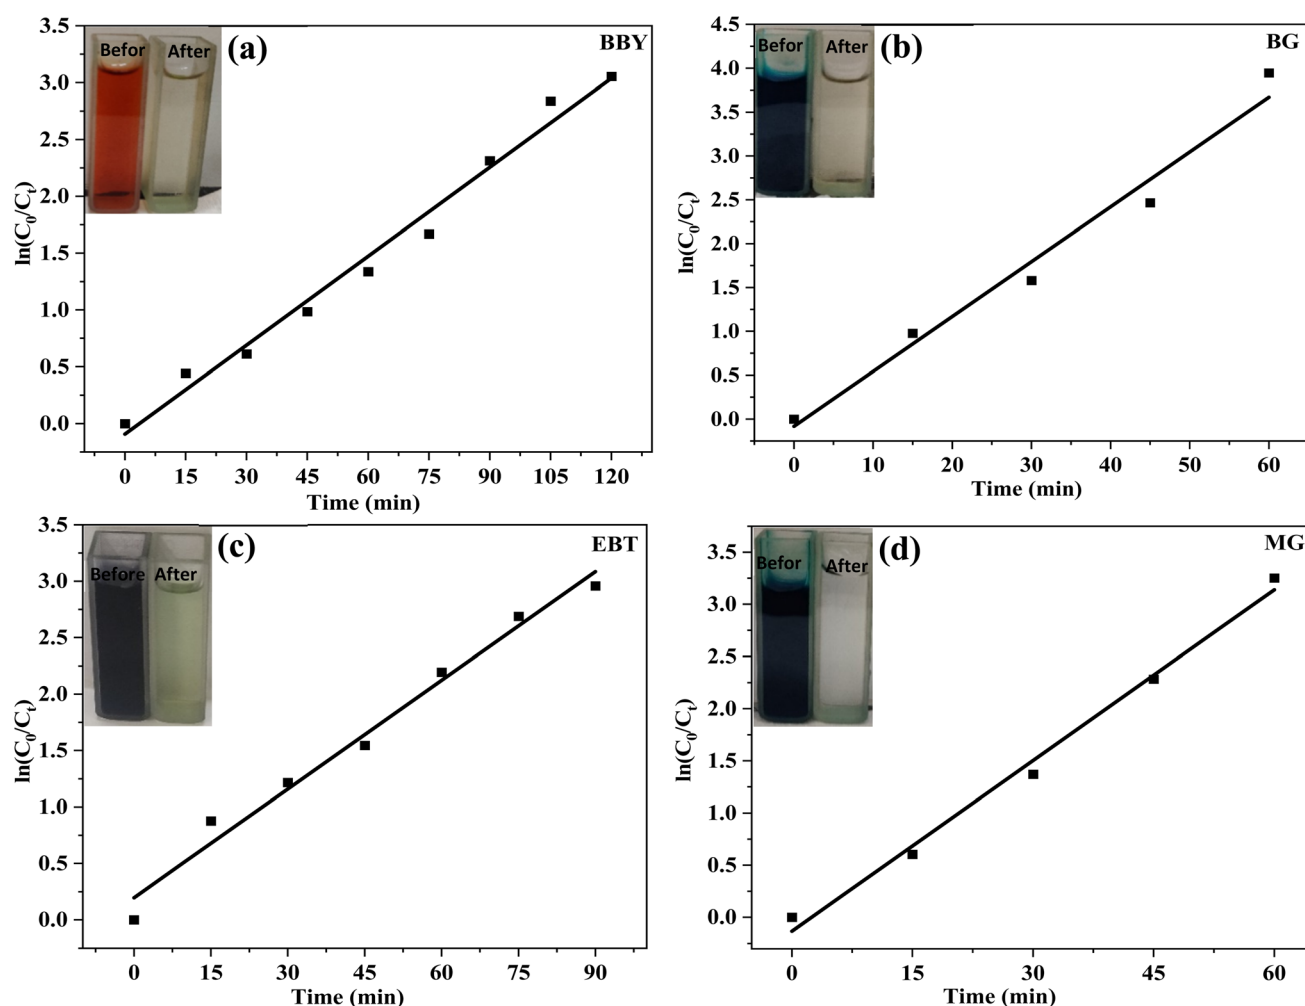 3.5
3.0
2.5
2.0
1.5
1.0
0.5
0.0
ln(C₀/Cₜ)
Befor
After
(a)
BBY
0 15 30 45 60 75 90 105 120
Time (min)
4.5
4.0
3.5
3.0
2.5
2.0
1.5
1.0
0.5
0.0
ln(C₀/Cₜ)
Befor
After
(b)
BG
0 10 20 30 40 50 60
Time (min)
3.5
3.0
2.5
2.0
1.5
1.0
0.5
0.0
ln(C₀/Cₜ)
Before
After
(c)
EBT
0 15 30 45 60 75 90
Time (min)
3.5
3.0
2.5
2.0
1.5
1.0
0.5
0.0
ln(C₀/Cₜ)
Befor
After
(d)
MG
0 15 30 45 60
Time (min)